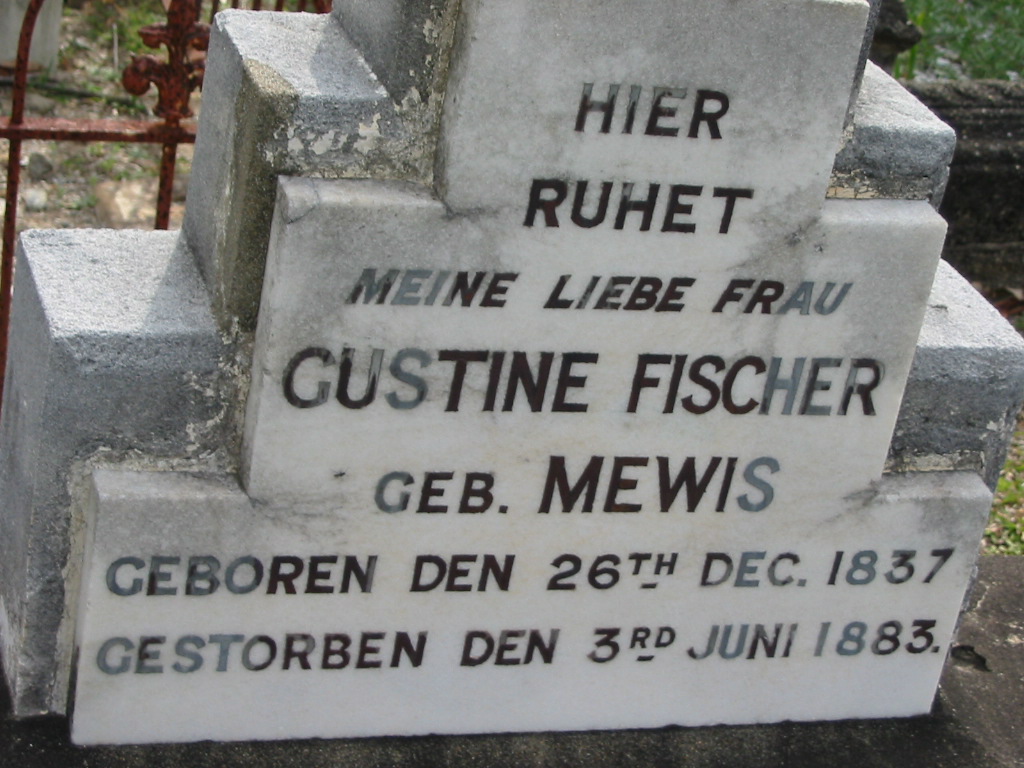 HIER
RUHET
MEINE LIEBE FRAU
GUSTINE FISCHER
GEB. MEWIS
GEBOREN DEN 26TH DEC. 1837
GESTORBEN DEN 3RD JUNI 1883.